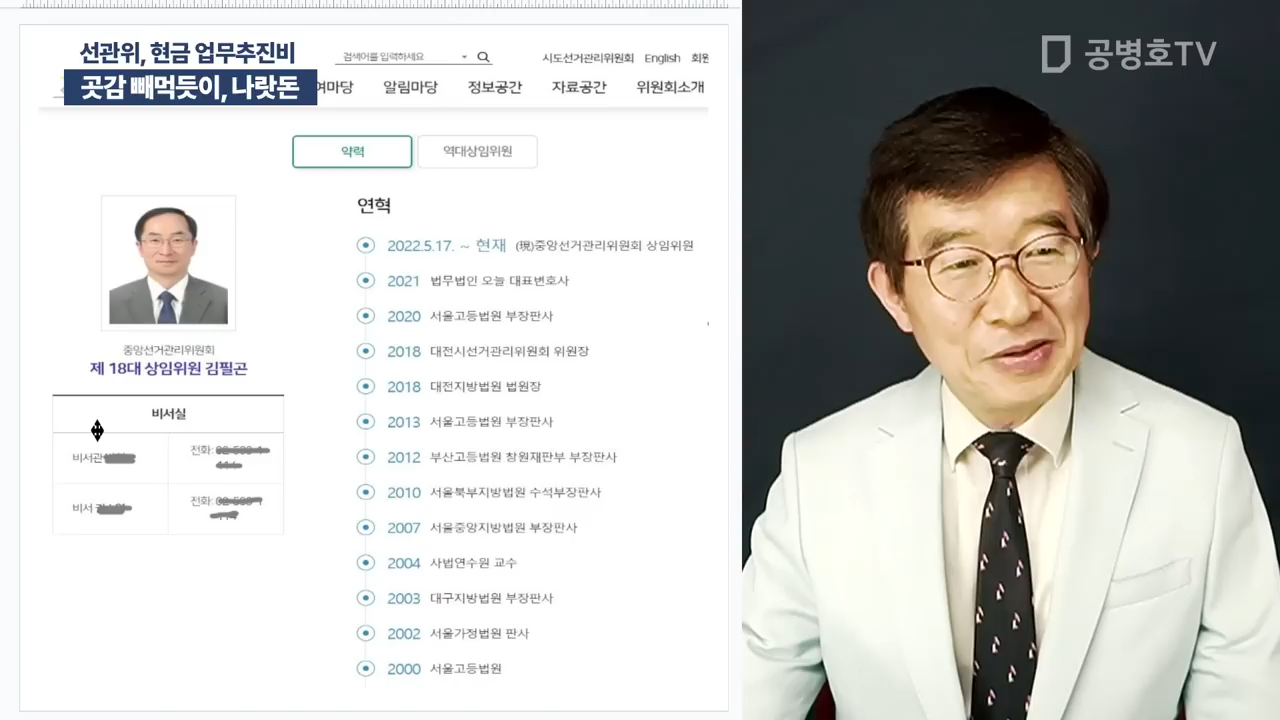 선관위, 현금 업무추진비
곳감 빼먹듯이, 나랏돈
검색어를 입력하세요
시도선거관리위원회 English 회원
여마당 알림마당 정보공간 자료공간 위원회소개
공병호TV
약력 역대상임위원
연혁
2022.5.17. ~ 현재 (現)중앙선거관리위원회 상임위원
2021 법무법인 오늘 대표변호사
2020 서울고등법원 부장판사
2018 대전시선거관리위원회 위원장
2018 대전지방법원 법원장
2013 서울고등법원 부장판사
2012 부산고등법원 창원재판부 부장판사
2010 서울북부지방법원 수석부장판사
2007 서울중앙지방법원 부장판사
2004 사법연수원 교수
2003 대구지방법원 부장판사
2002 서울가정법원 판사
2000 서울고등법원
중앙선거관리위원회
제 18대 상임위원 김필곤
비서실
비서관 전화:
비서 전화: